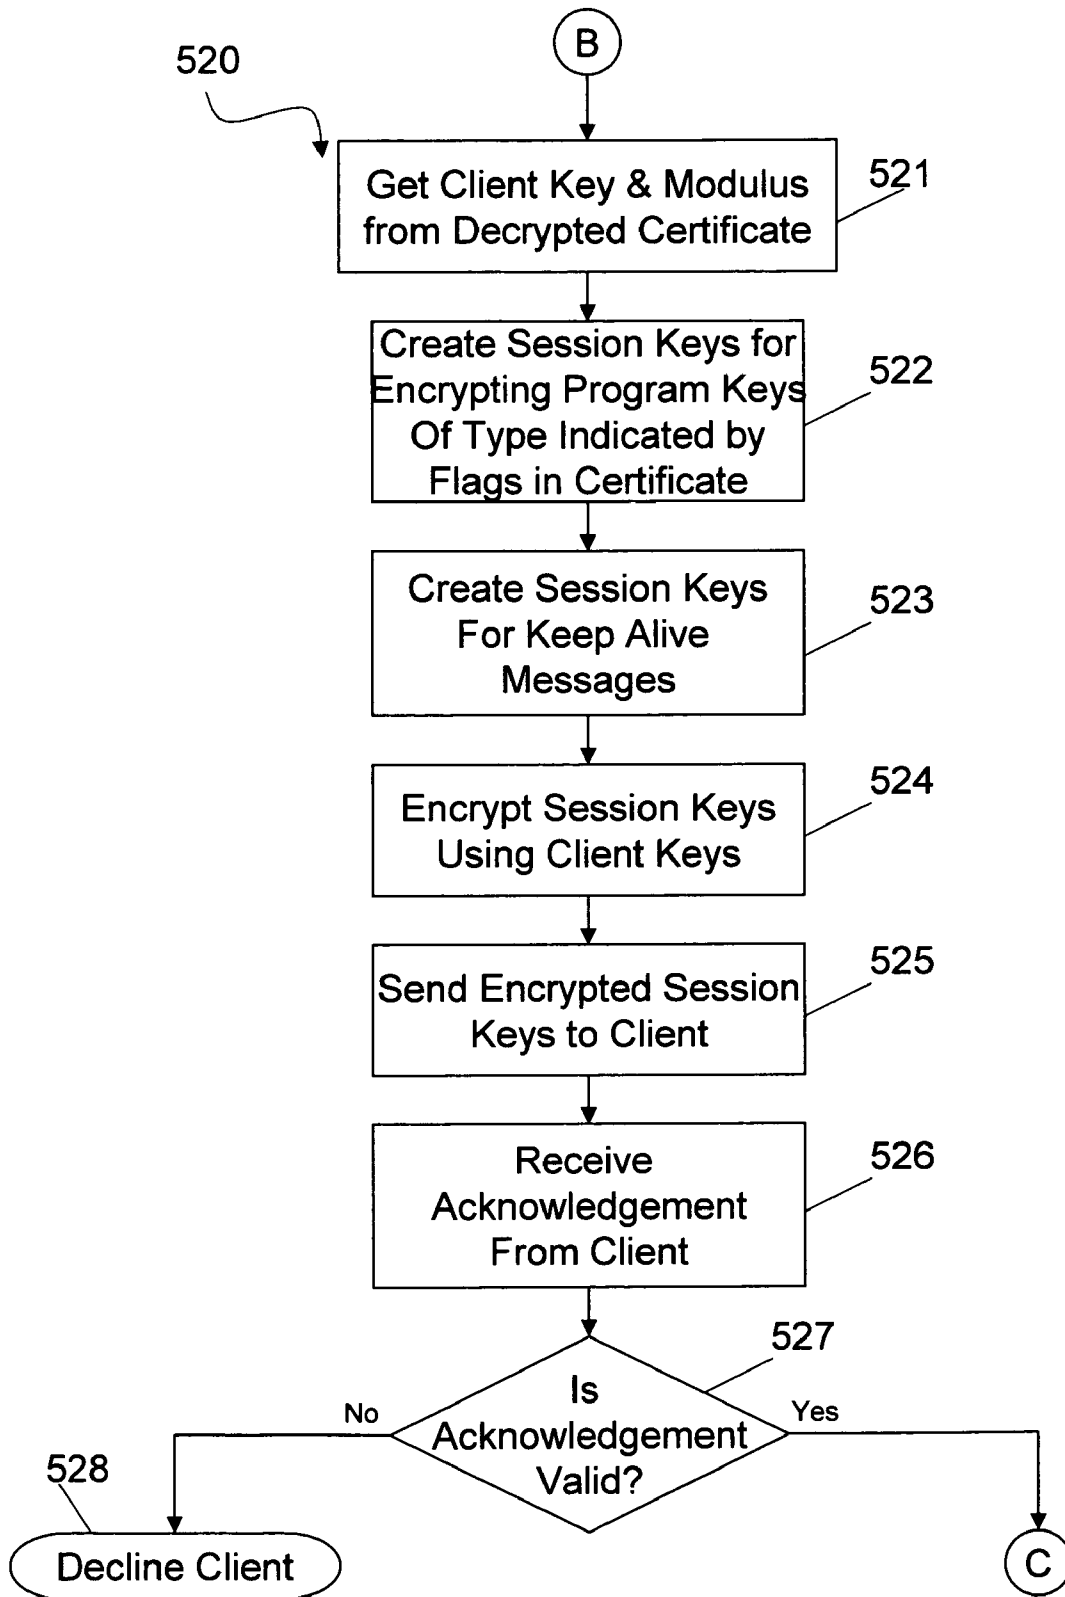 B
520
Get Client Key & Modulus
from Decrypted Certificate
521
Create Session Keys for
Encrypting Program Keys
Of Type Indicated by
Flags in Certificate
522
Create Session Keys
For Keep Alive
Messages
523
Encrypt Session Keys
Using Client Keys
524
Send Encrypted Session
Keys to Client
525
Receive
Acknowledgement
From Client
526
Is
Acknowledgement
Valid?
527
No
Yes
528
Decline Client
C